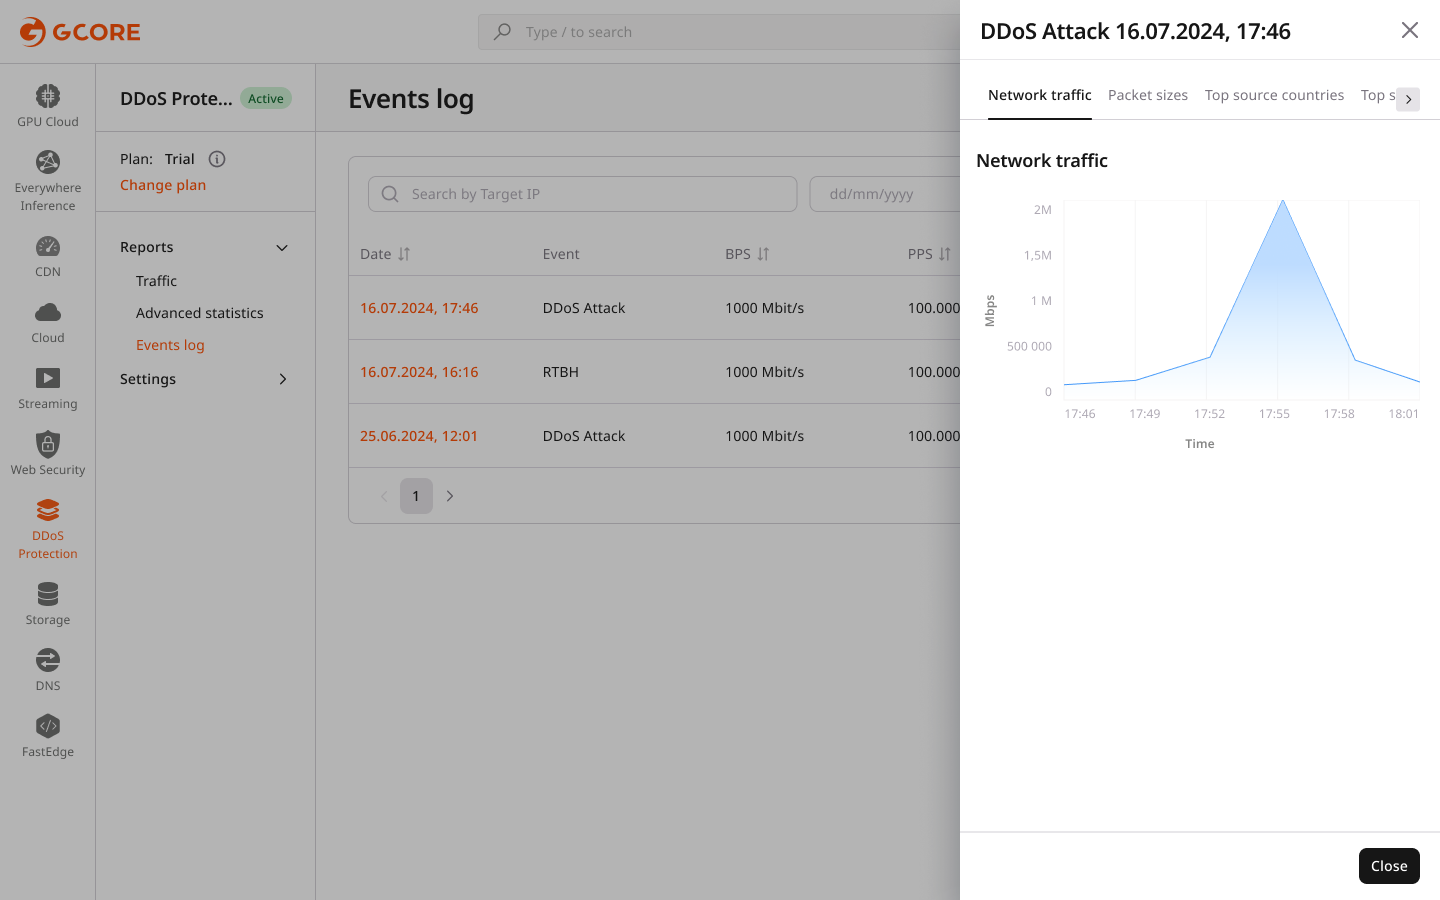 GCORE
Type / to search
GPU Cloud
Everywhere
Inference
CDN
Cloud
Streaming
Web Security
DDoS
Protection
Storage
DNS
FastEdge
DDoS Prote... Active
Plan: Trial
Change plan
Reports
Traffic
Advanced statistics
Events log
Settings
Events log
Search by Target IP
dd/mm/yyyy
Date Event BPS PPS
16.07.2024, 17:46 DDoS Attack 1000 Mbit/s 100.000
16.07.2024, 16:16 RTBH 1000 Mbit/s 100.000
25.06.2024, 12:01 DDoS Attack 1000 Mbit/s 100.000
1
DDoS Attack 16.07.2024, 17:46
Network traffic Packet sizes Top source countries Top s
Network traffic
2M
1,5M
1 M
500 000
0
Mbps
17:46 17:49 17:52 17:55 17:58 18:01
Time
Close